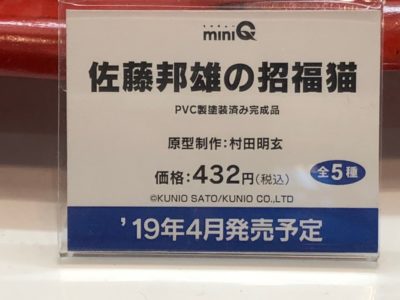 miniQ
佐藤邦雄の招福猫
PVC製塗装済み完成品
原型制作：村田明玄
価格：432円(税込)
全5種
©KUNIO SATO/KUNIO CO.,LTD
’19年4月発売予定